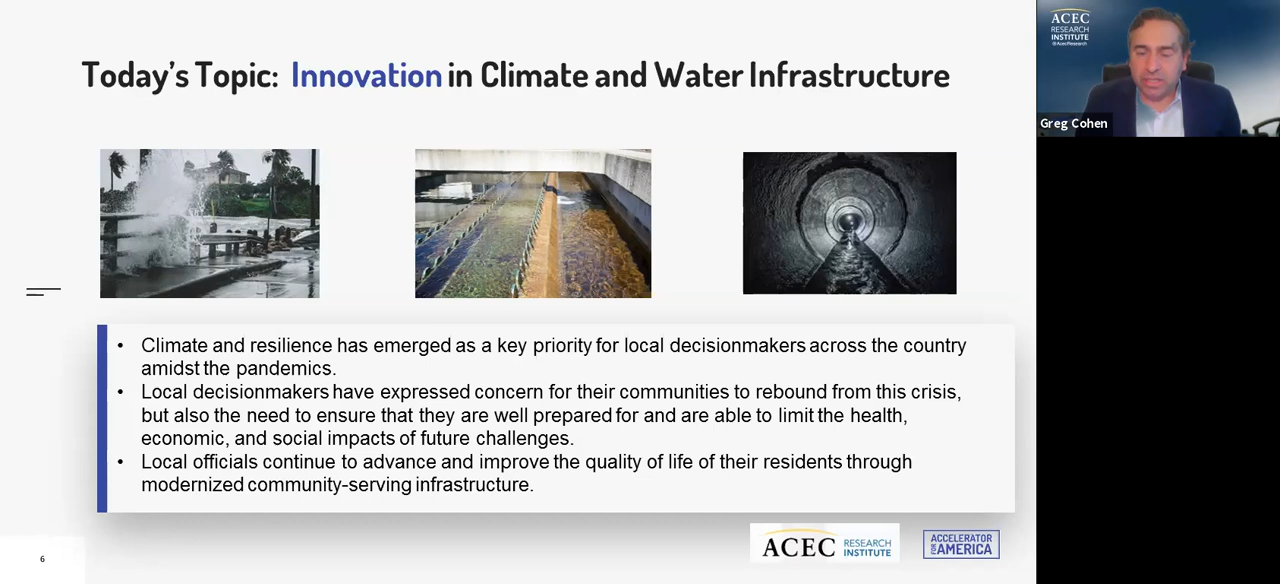 Today's Topic: Innovation in Climate and Water Infrastructure
ACEC
RESEARCH
INSTITUTE
@AcecResearch
Greg Cohen
• Climate and resilience has emerged as a key priority for local decisionmakers across the country
amidst the pandemics.
• Local decisionmakers have expressed concern for their communities to rebound from this crisis,
but also the need to ensure that they are well prepared for and are able to limit the health,
economic, and social impacts of future challenges.
• Local officials continue to advance and improve the quality of life of their residents through
modernized community-serving infrastructure.
ACEC RESEARCH
INSTITUTE
ACCELERATOR
FOR AMERICA
6